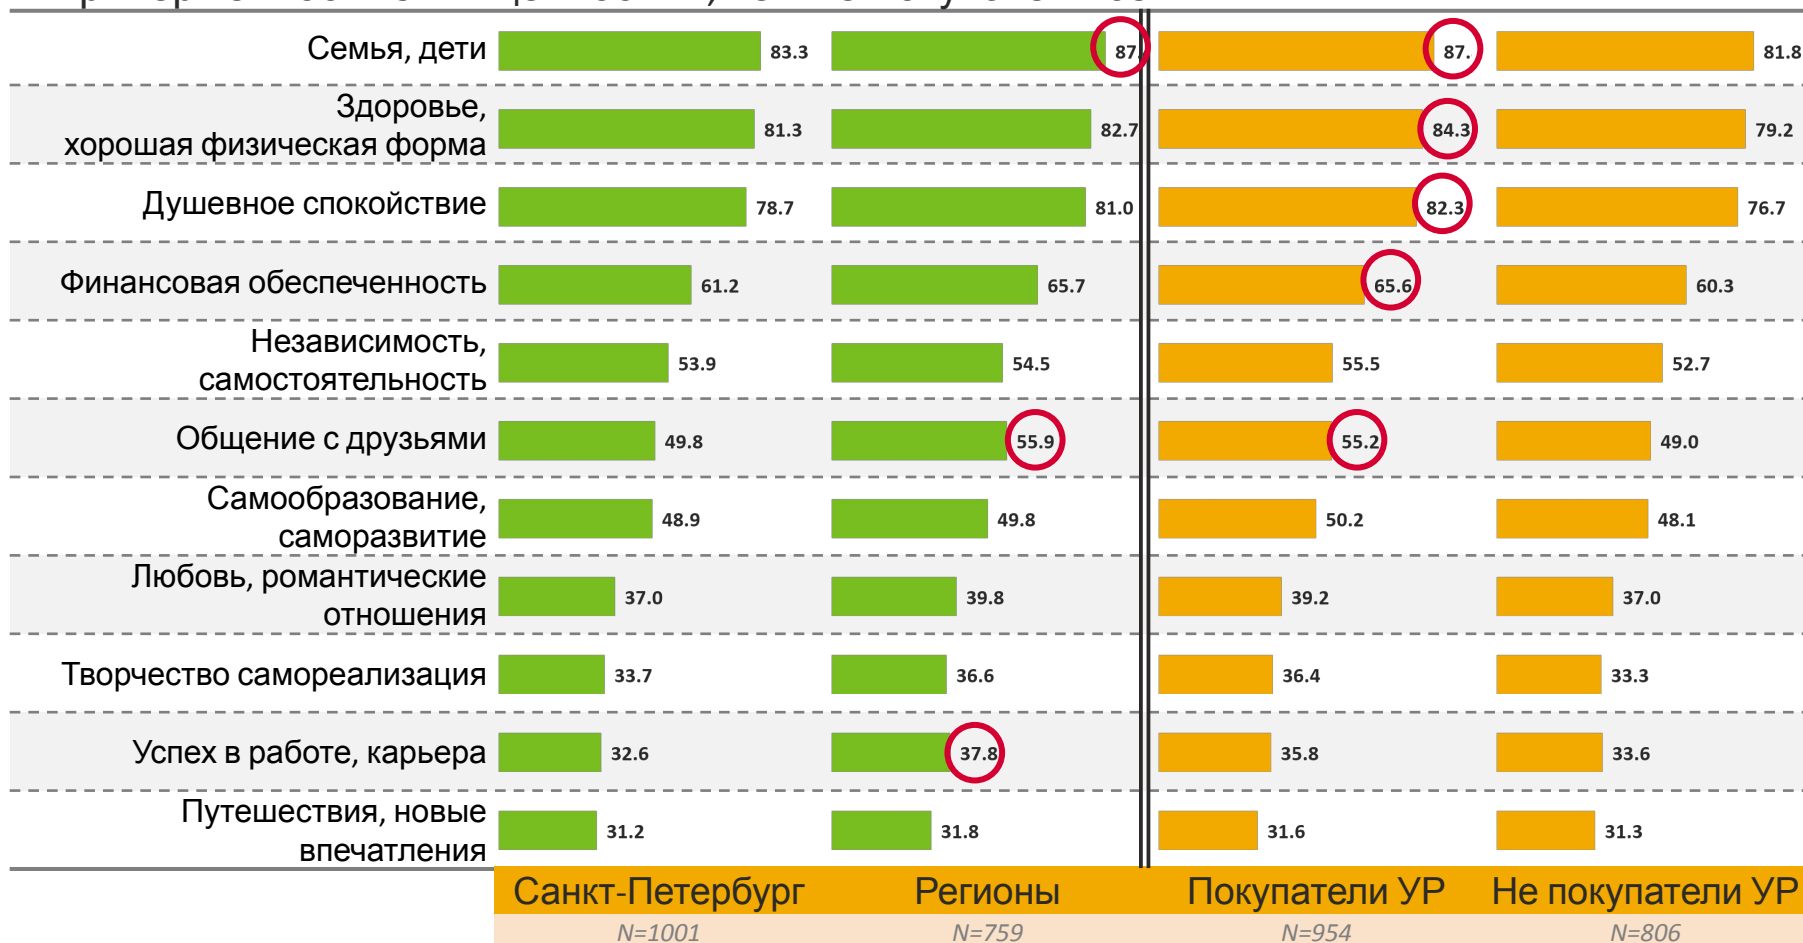 Семья, дети 83.3 87. 87. 81.8
Здоровье,
хорошая физическая форма 81.3 82.7 84.3 79.2
Душевное спокойствие 78.7 81.0 82.3 76.7
Финансовая обеспеченность 61.2 65.7 65.6 60.3
Независимость,
самостоятельность 53.9 54.5 55.5 52.7
Общение с друзьями 49.8 55.9 55.2 49.0
Самообразование,
саморазвитие 48.9 49.8 50.2 48.1
Любовь, романтические
отношения 37.0 39.8 39.2 37.0
Творчество самореализация 33.7 36.6 36.4 33.3
Успех в работе, карьера 32.6 37.8 35.8 33.6
Путешествия, новые
впечатления 31.2 31.8 31.6 31.3
Санкт-Петербург Регионы Покупатели УР Не покупатели УР
N=1001 N=759 N=954 N=806